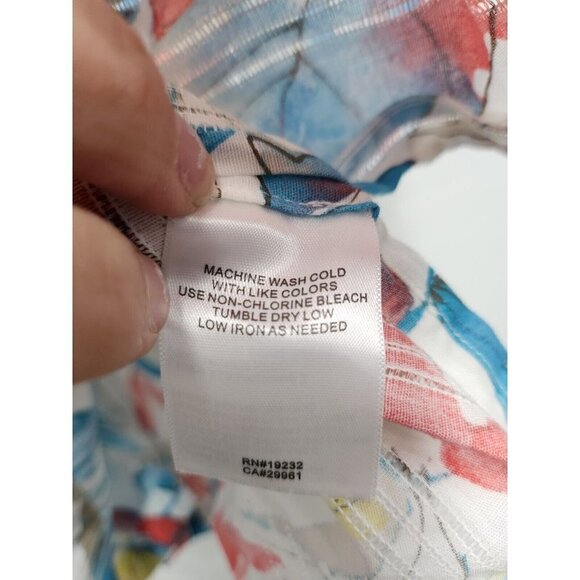 MACHINE WASH COLD
WITH LIKE COLORS
USE NON-CHLORINE BLEACH
TUMBLE DRY LOW
LOW IRON AS NEEDED
RN#19232
CA#29961